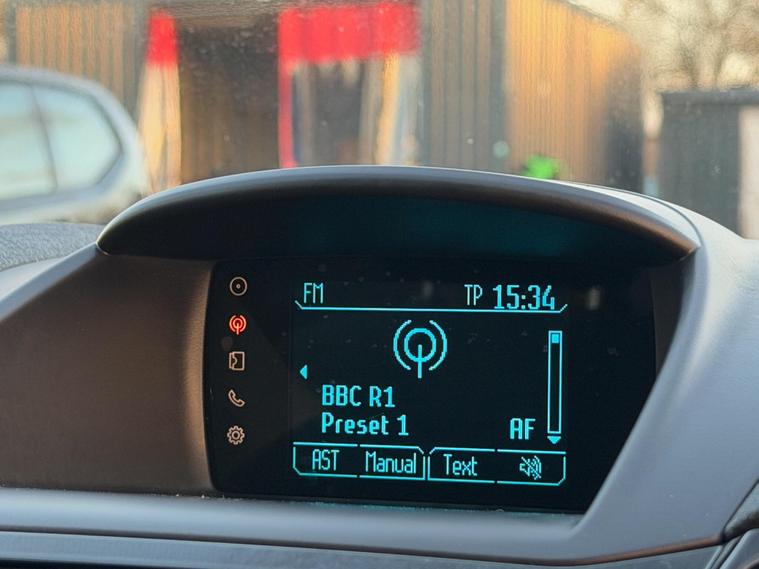 FM TP 15:34
BBC R1
Preset 1 AF
AST Manual Text